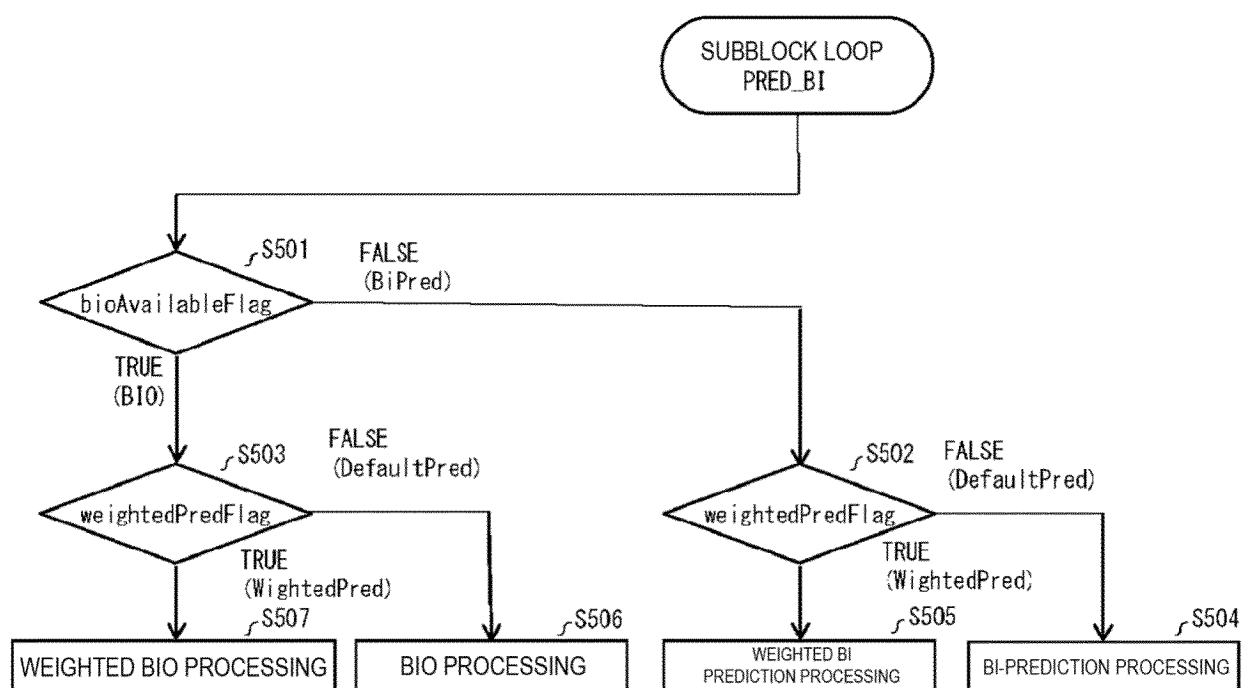 SUBBLOCK LOOP
PRED_BI
S501
FALSE
(BiPred)
bioAvailableFlag
TRUE
(BIO)
S503
FALSE
(DefaultPred)
weightedPredFlag
TRUE
(WightedPred)
S502
FALSE
(DefaultPred)
weightedPredFlag
TRUE
(WightedPred)
S507
WEIGHTED BIO PROCESSING
S506
BIO PROCESSING
S505
WEIGHTED BI
PREDICTION PROCESSING
S504
BI-PREDICTION PROCESSING